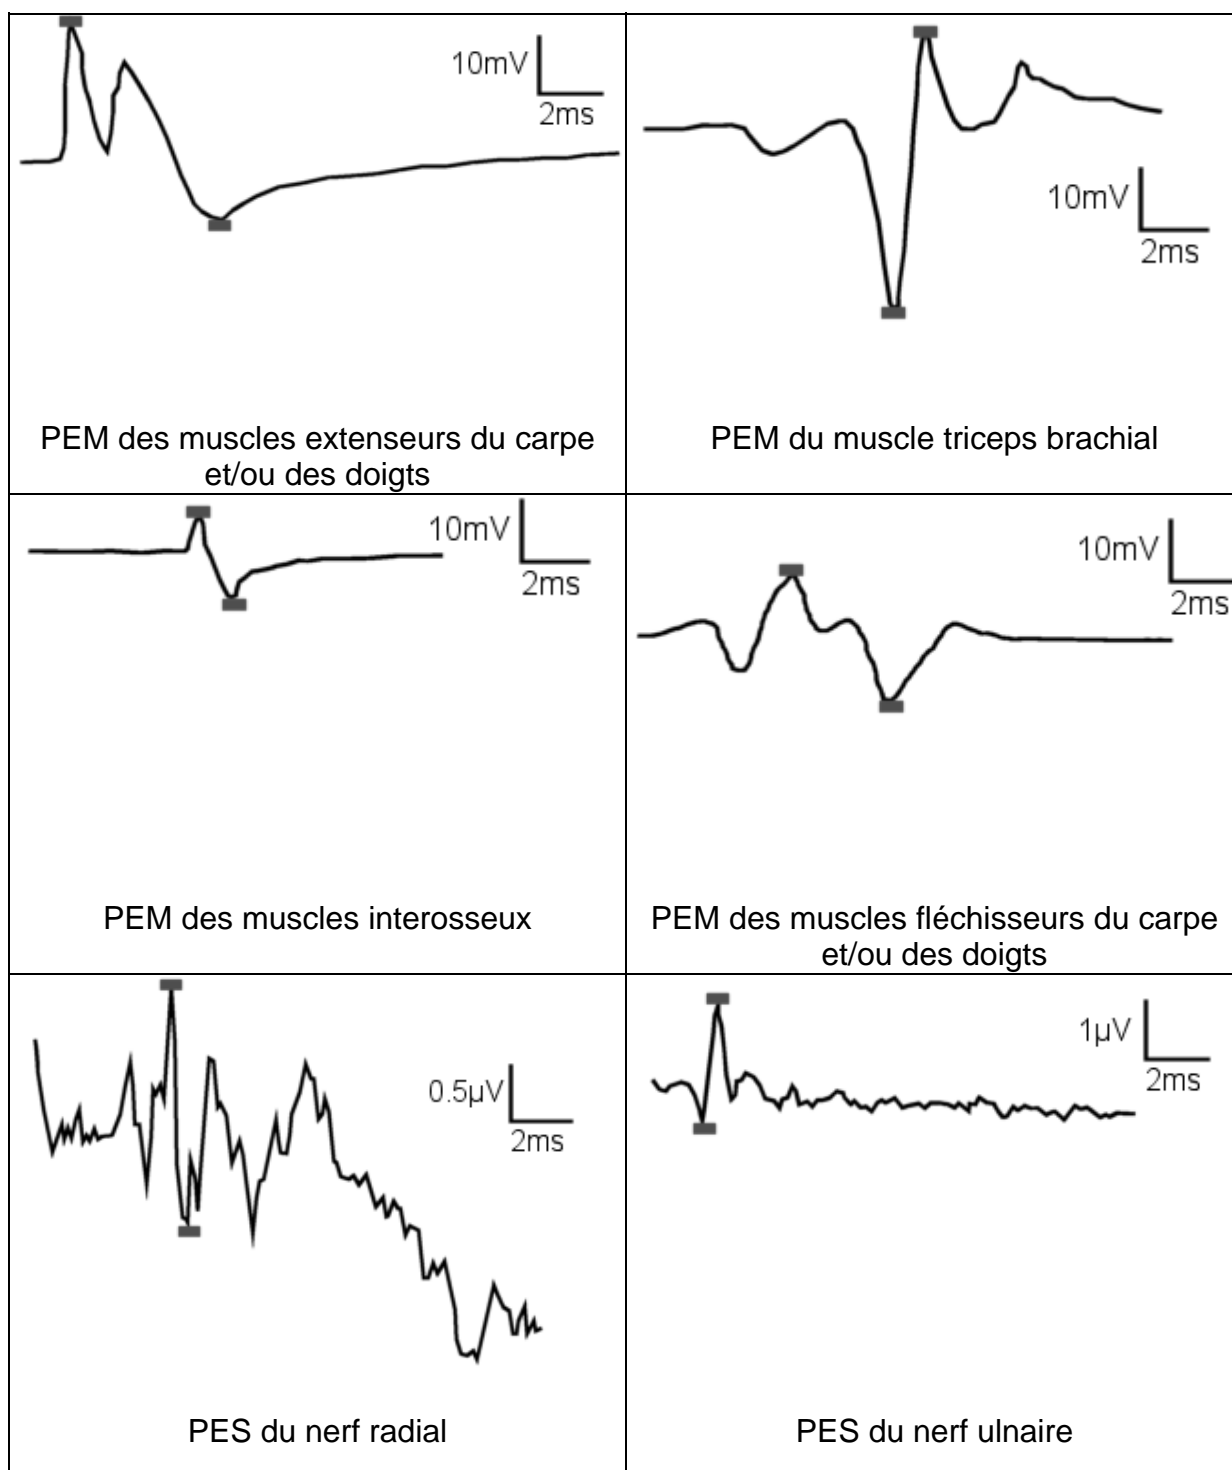 10mV
2ms
PEM des muscles extenseurs du carpe
et/ou des doigts
10mV
2ms
PEM du muscle triceps brachial
10mV
2ms
PEM des muscles interosseux
10mV
2ms
PEM des muscles fléchisseurs du carpe
et/ou des doigts
0.5µV
2ms
PES du nerf radial
1µV
2ms
PES du nerf ulnaire